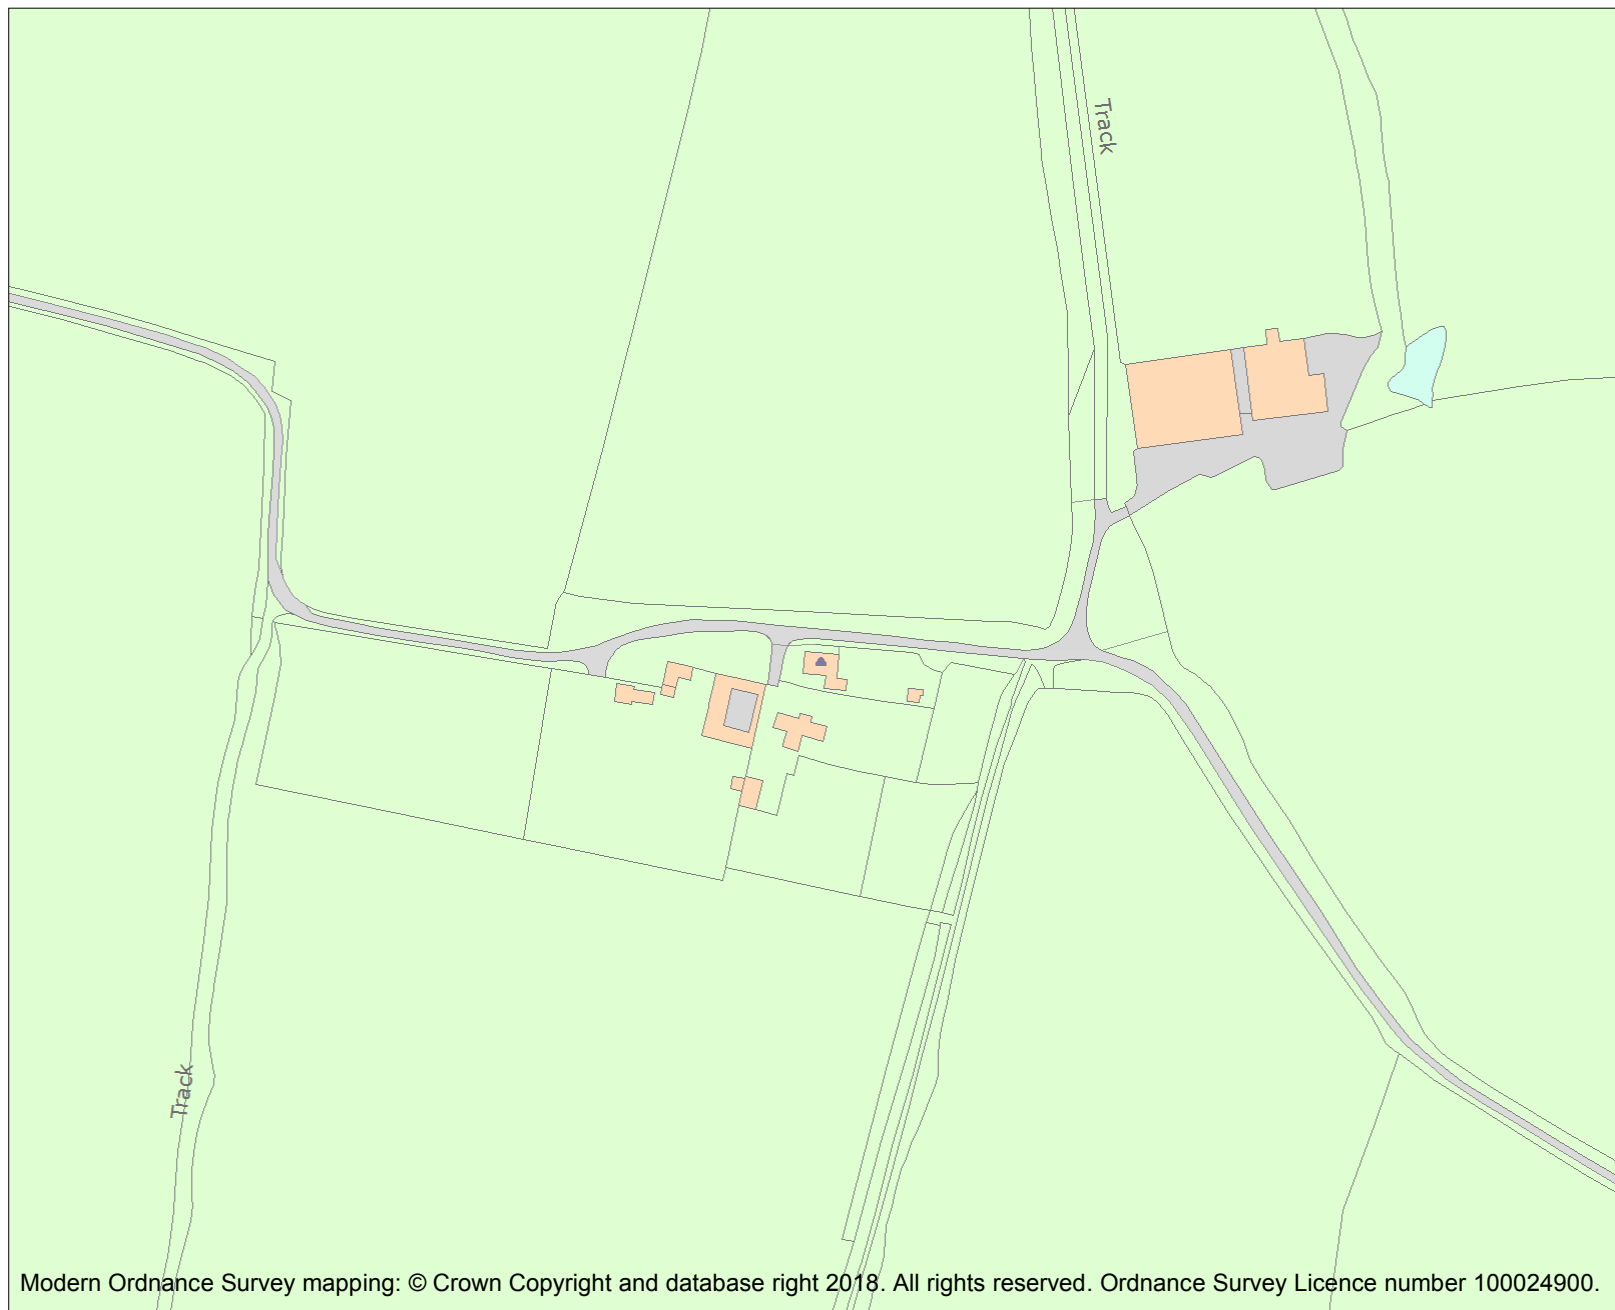 Track
Track
Modern Ordnance Survey mapping: © Crown Copyright and database right 2018. All rights reserved. Ordnance Survey Licence number 100024900.